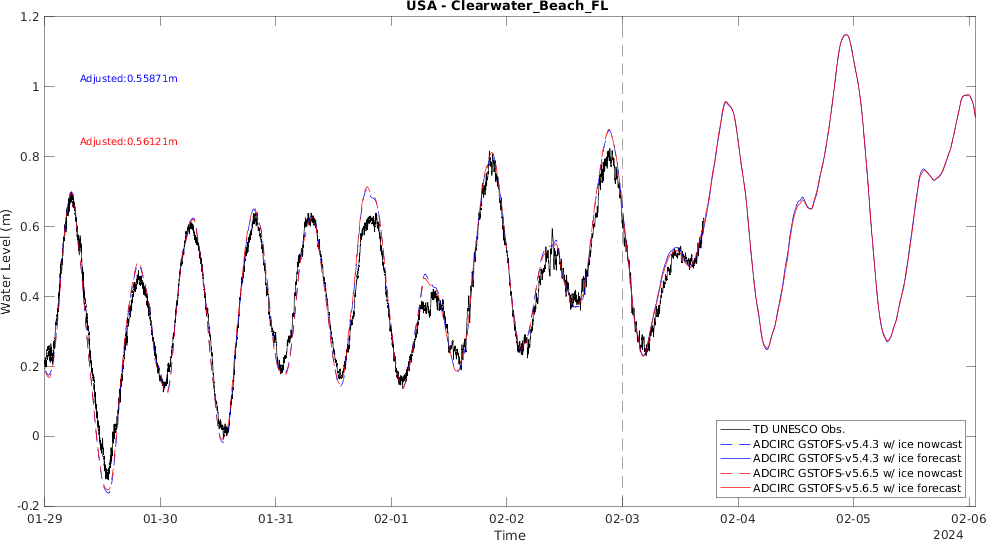 USA - Clearwater_Beach_FL
1.2
1
0.8
0.6
0.4
0.2
0
-0.2
Water Level (m)
Adjusted:0.55871m
Adjusted:0.56121m
TD UNESCO Obs.
ADCIRC GSTOFS-v5.4.3 w/ ice nowcast
ADCIRC GSTOFS-v5.4.3 w/ ice forecast
ADCIRC GSTOFS-v5.6.5 w/ ice nowcast
ADCIRC GSTOFS-v5.6.5 w/ ice forecast
01-29 01-30 01-31 02-01 02-02 02-03 02-04 02-05 02-06
Time
2024